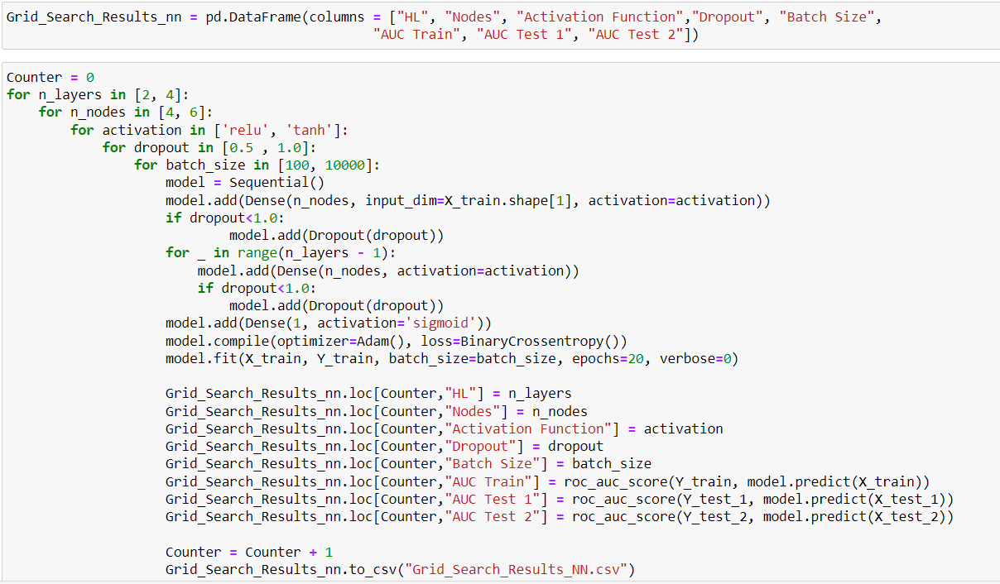 Grid_Search_Results_nn = pd.DataFrame(columns = ["HL", "Nodes", "Activation Function","Dropout", "Batch Size",
                                              "AUC Train", "AUC Test 1", "AUC Test 2"])
Counter = 0
for n_layers in [2, 4]:
    for n_nodes in [4, 6]:
        for activation in ['relu', 'tanh']:
            for dropout in [0.5 , 1.0]:
                for batch_size in [100, 10000]:
                    model = Sequential()
                    model.add(Dense(n_nodes, input_dim=X_train.shape[1], activation=activation))
                    if dropout<1.0:
                            model.add(Dropout(dropout))
                    for _ in range(n_layers - 1):
                        model.add(Dense(n_nodes, activation=activation))
                        if dropout<1.0:
                            model.add(Dropout(dropout))
                    model.add(Dense(1, activation='sigmoid'))
                    model.compile(optimizer=Adam(), loss=BinaryCrossentropy())
                    model.fit(X_train, Y_train, batch_size=batch_size, epochs=20, verbose=0)

                    Grid_Search_Results_nn.loc[Counter,"HL"] = n_layers
                    Grid_Search_Results_nn.loc[Counter,"Nodes"] = n_nodes
                    Grid_Search_Results_nn.loc[Counter,"Activation Function"] = activation
                    Grid_Search_Results_nn.loc[Counter,"Dropout"] = dropout
                    Grid_Search_Results_nn.loc[Counter,"Batch Size"] = batch_size
                    Grid_Search_Results_nn.loc[Counter,"AUC Train"] = roc_auc_score(Y_train, model.predict(X_train))
                    Grid_Search_Results_nn.loc[Counter,"AUC Test 1"] = roc_auc_score(Y_test_1, model.predict(X_test_1))
                    Grid_Search_Results_nn.loc[Counter,"AUC Test 2"] = roc_auc_score(Y_test_2, model.predict(X_test_2))

                    Counter = Counter + 1
                    Grid_Search_Results_nn.to_csv("Grid_Search_Results_NN.csv")